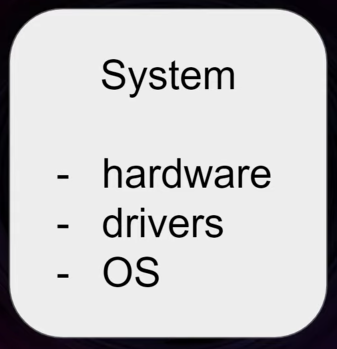 System
- hardware
- drivers
- OS